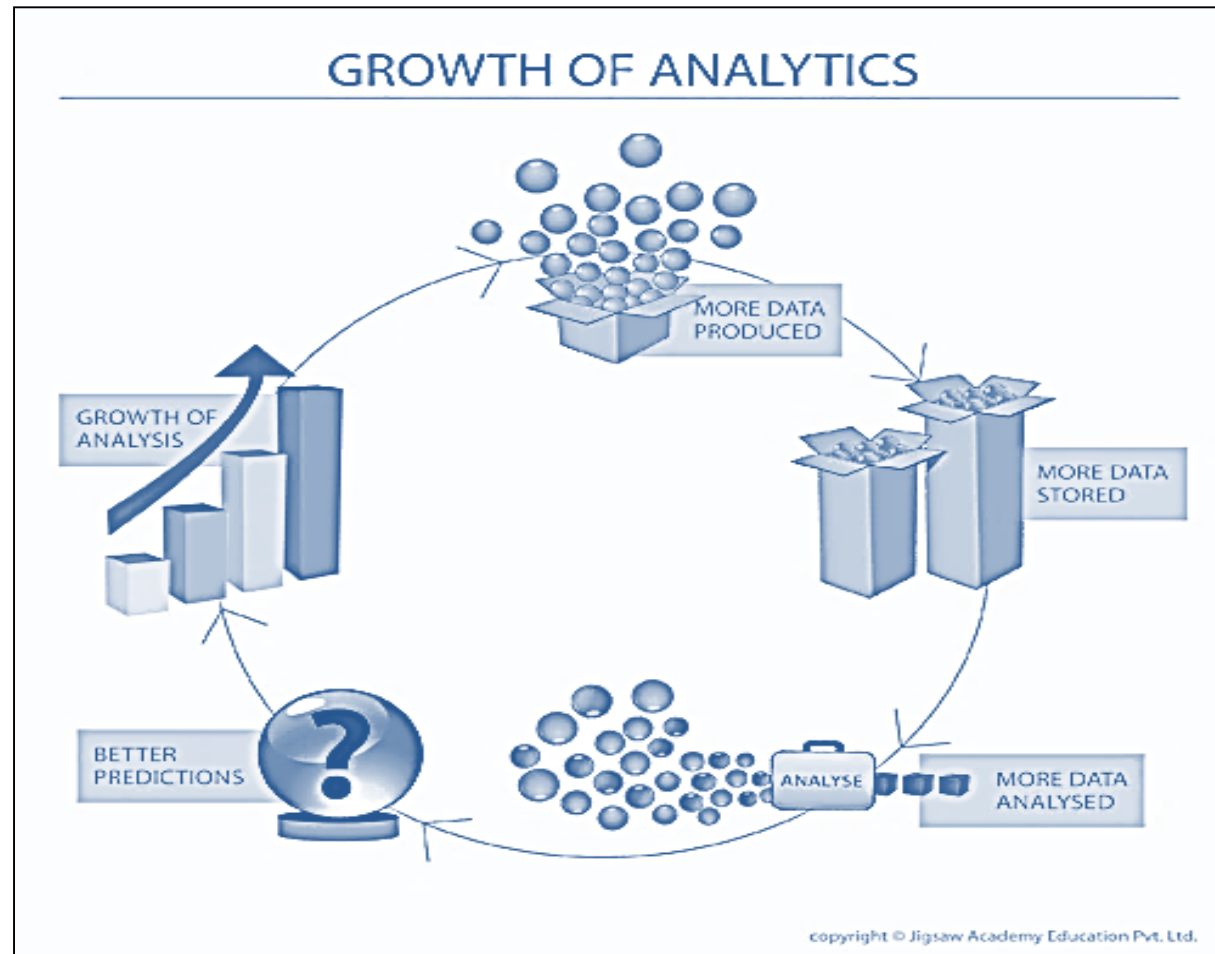 GROWTH OF ANALYTICS
MORE DATA
PRODUCED
MORE DATA
STORED
MORE DATA
ANALYSED
ANALYSE
BETTER
PREDICTIONS
GROWTH OF
ANALYSIS
?
copyright © Jigsaw Academy Education Pvt. Ltd.